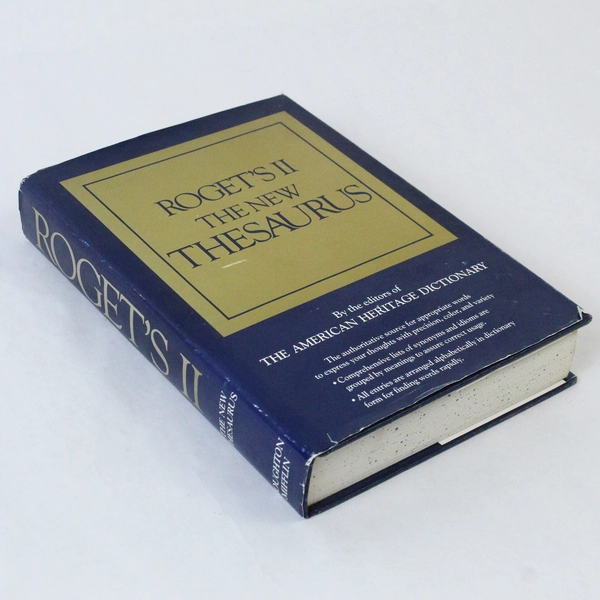 ROGET'S II
THE NEW
THESAURUS
By the editors of
THE AMERICAN HERITAGE DICTIONARY
The authoritative source for appropriate words
to express your thoughts with precision, color, and variety
• Comprehensive lists of synonyms and idioms are
grouped by meaning to assure correct usage.
• All entries are arranged alphabetically in dictionary
form for finding words rapidly.
ROGET'S II
THE NEW
THESAURUS
HOUGHTON
MIFFLIN